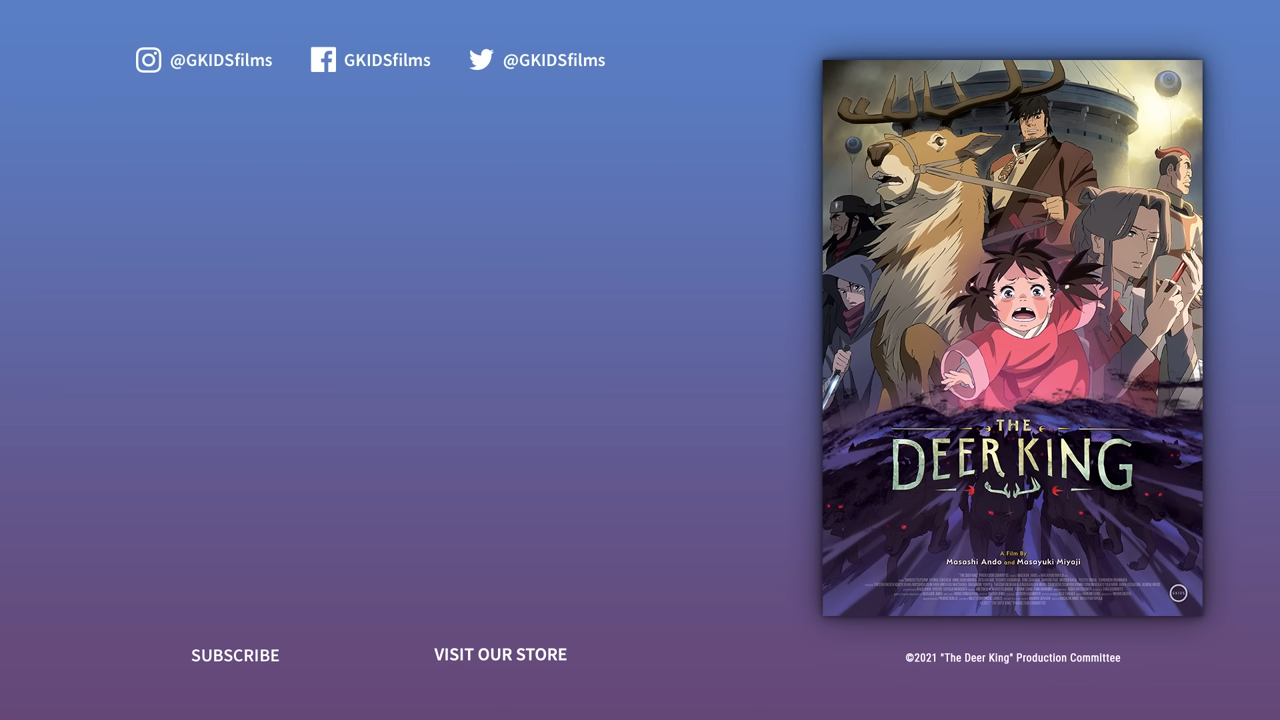 @GKIDSfilms GKIDSfilms @GKIDSfilms
THE
DEER KING
A Film By
Masashi Ando and Masayuki Miyaji
SUBSCRIBE VISIT OUR STORE
©2021 "The Deer King" Production Committee